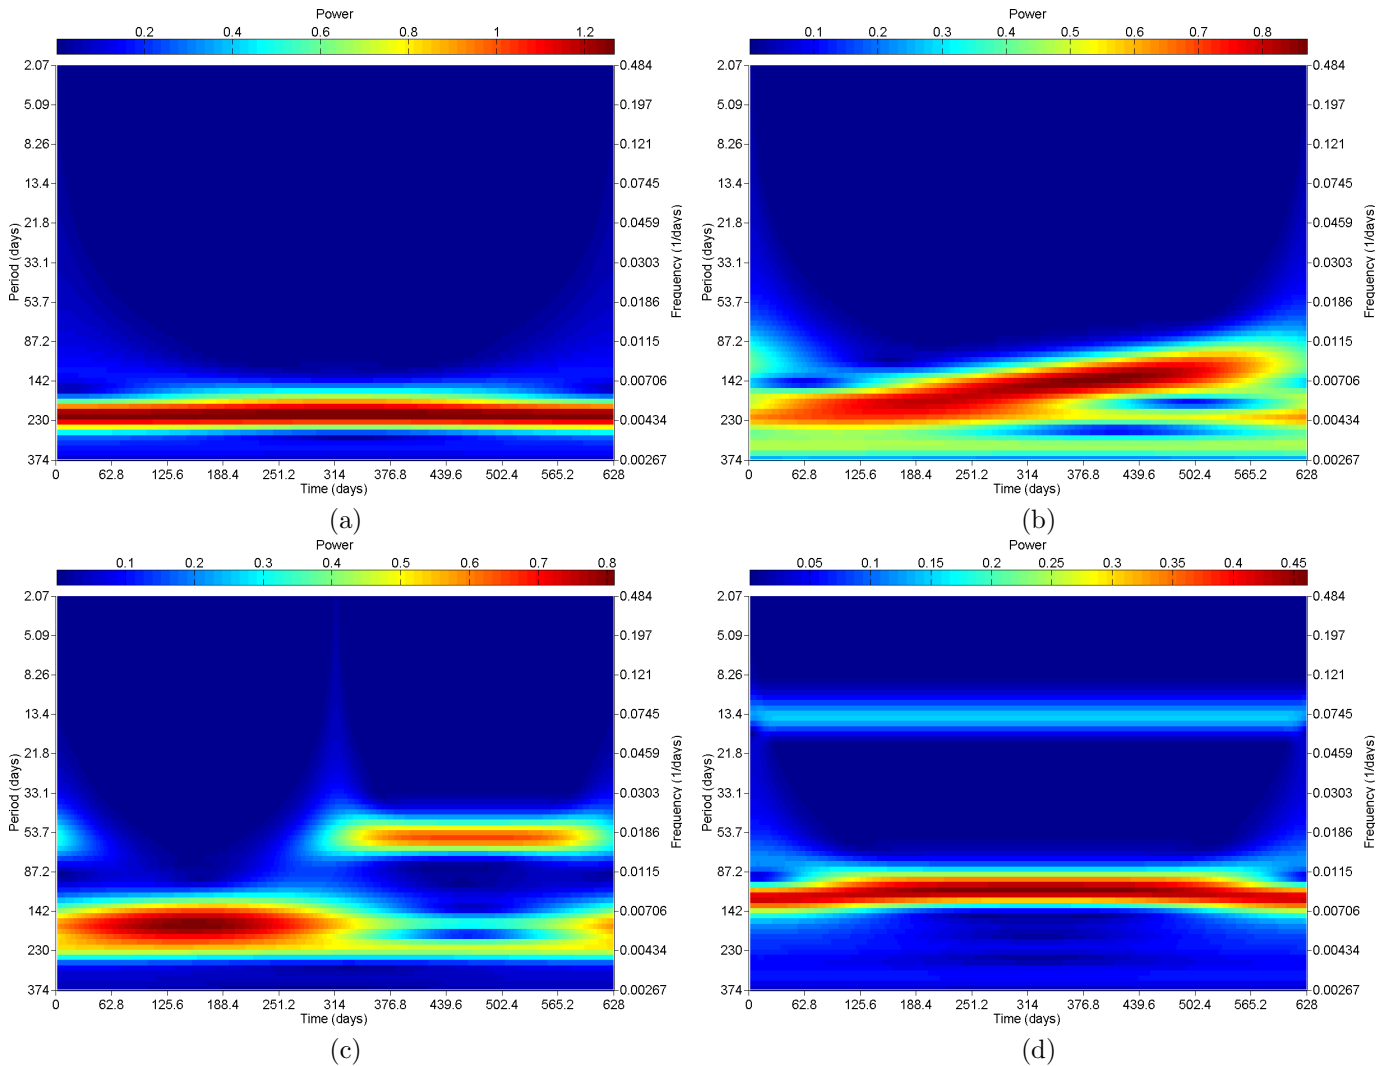 Power
0.2 0.4 0.6 0.8 1 1.2
2.07 0.484
5.09 0.197
8.26 0.121
13.4 0.0745
21.8 0.0459
33.1 0.0303
53.7 0.0186
87.2 0.0115
142 0.00706
230 0.00434
374 0.00267
Period (days)
Frequency (1/days)
0 62.8 125.6 188.4 251.2 314 376.8 439.6 502.4 565.2 628
Time (days)
(a)
Power
0.1 0.2 0.3 0.4 0.5 0.6 0.7 0.8
2.07 0.484
5.09 0.197
8.26 0.121
13.4 0.0745
21.8 0.0459
33.1 0.0303
53.7 0.0186
87.2 0.0115
142 0.00706
230 0.00434
374 0.00267
Period (days)
Frequency (1/days)
0 62.8 125.6 188.4 251.2 314 376.8 439.6 502.4 565.2 628
Time (days)
(b)
Power
0.1 0.2 0.3 0.4 0.5 0.6 0.7 0.8
2.07 0.484
5.09 0.197
8.26 0.121
13.4 0.0745
21.8 0.0459
33.1 0.0303
53.7 0.0186
87.2 0.0115
142 0.00706
230 0.00434
374 0.00267
Period (days)
Frequency (1/days)
0 62.8 125.6 188.4 251.2 314 376.8 439.6 502.4 565.2 628
Time (days)
(c)
Power
0.05 0.1 0.15 0.2 0.25 0.3 0.35 0.4 0.45
2.07 0.484
5.09 0.197
8.26 0.121
13.4 0.0745
21.8 0.0459
33.1 0.0303
53.7 0.0186
87.2 0.0115
142 0.00706
230 0.00434
374 0.00267
Period (days)
Frequency (1/days)
0 62.8 125.6 188.4 251.2 314 376.8 439.6 502.4 565.2 628
Time (days)
(d)